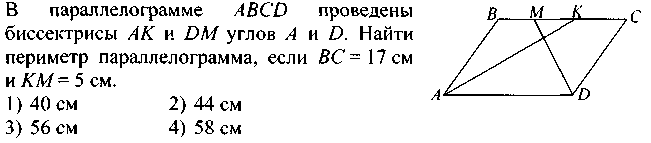 В параллелограмме ABCD проведены
биссектрисы AK и DM углов A и D. Найти
периметр параллелограмма, если BC = 17 см
и KM = 5 см.
1) 40 см 2) 44 см
3) 56 см 4) 58 см
B M K C
A D